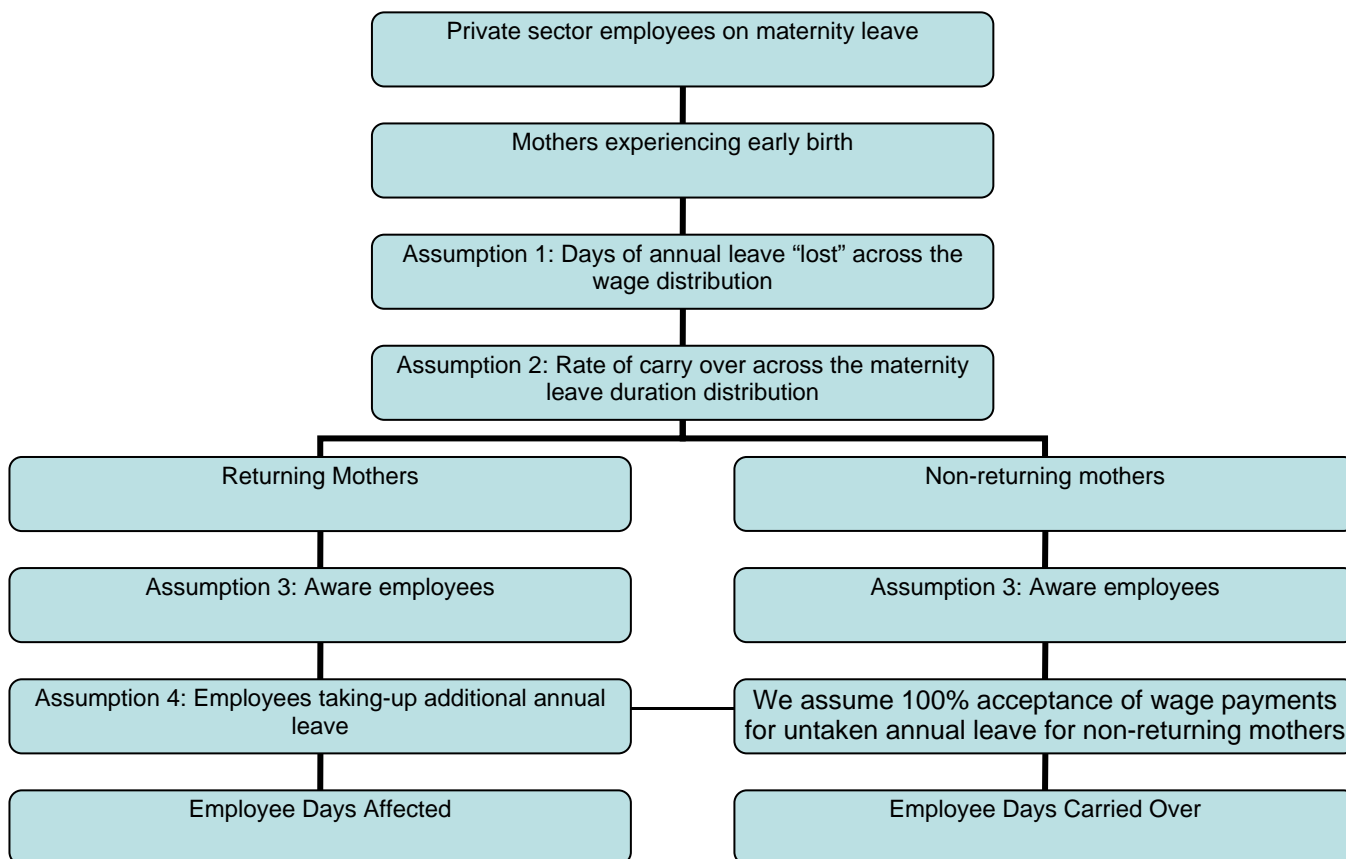 Private sector employees on maternity leave
Mothers experiencing early birth
Assumption 1: Days of annual leave “lost” across the
wage distribution
Assumption 2: Rate of carry over across the maternity
leave duration distribution
Returning Mothers
Non-returning mothers
Assumption 3: Aware employees
Assumption 3: Aware employees
Assumption 4: Employees taking-up additional annual
leave
We assume 100% acceptance of wage payments
for untaken annual leave for non-returning mothers
Employee Days Affected
Employee Days Carried Over